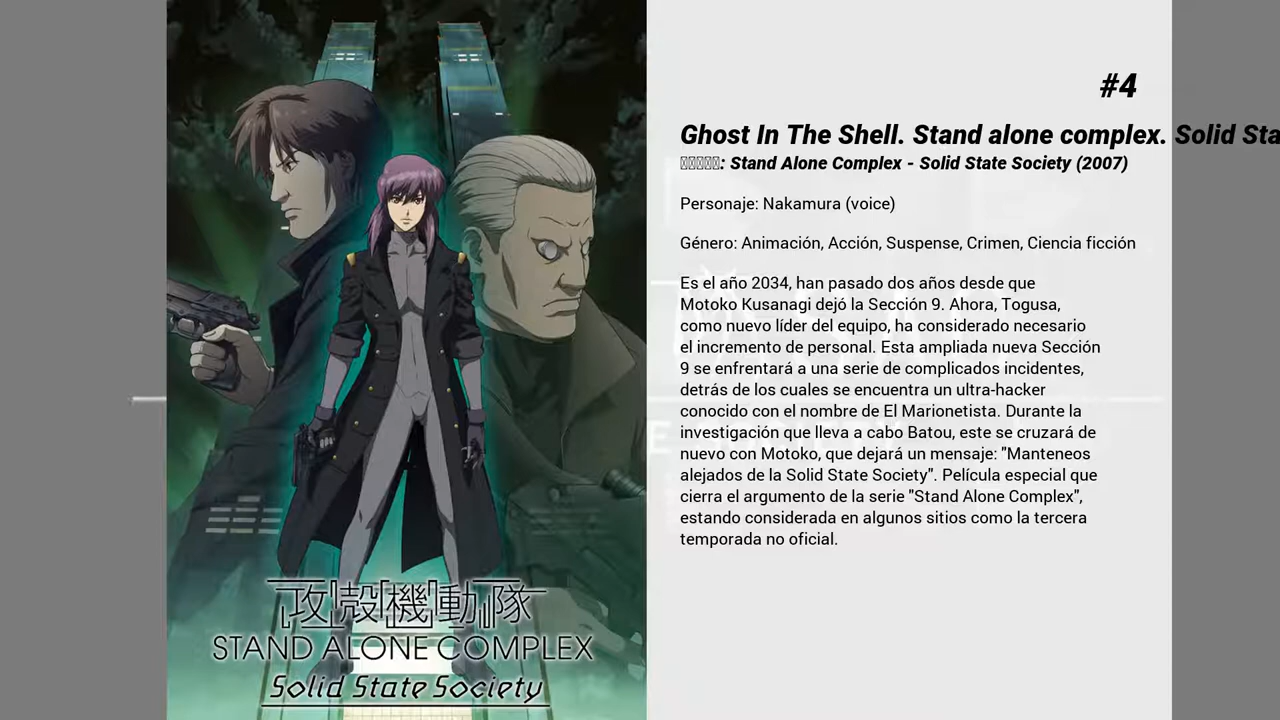 攻殻機動隊
STAND ALONE COMPLEX
Solid State Society
#4
Ghost In The Shell. Stand alone complex. Solid Sta
: Stand Alone Complex - Solid State Society (2007)
Personaje: Nakamura (voice)
Género: Animación, Acción, Suspense, Crimen, Ciencia ficción
Es el año 2034, han pasado dos años desde que
Motoko Kusanagi dejó la Sección 9. Ahora, Togusa,
como nuevo líder del equipo, ha considerado necesario
el incremento de personal. Esta ampliada nueva Sección
9 se enfrentará a una serie de complicados incidentes,
detrás de los cuales se encuentra un ultra-hacker
conocido con el nombre de El Marionetista. Durante la
investigación que lleva a cabo Batou, este se cruzará de
nuevo con Motoko, que dejará un mensaje: "Manteneos
alejados de la Solid State Society". Película especial que
cierra el argumento de la serie "Stand Alone Complex",
estando considerada en algunos sitios como la tercera
temporada no oficial.